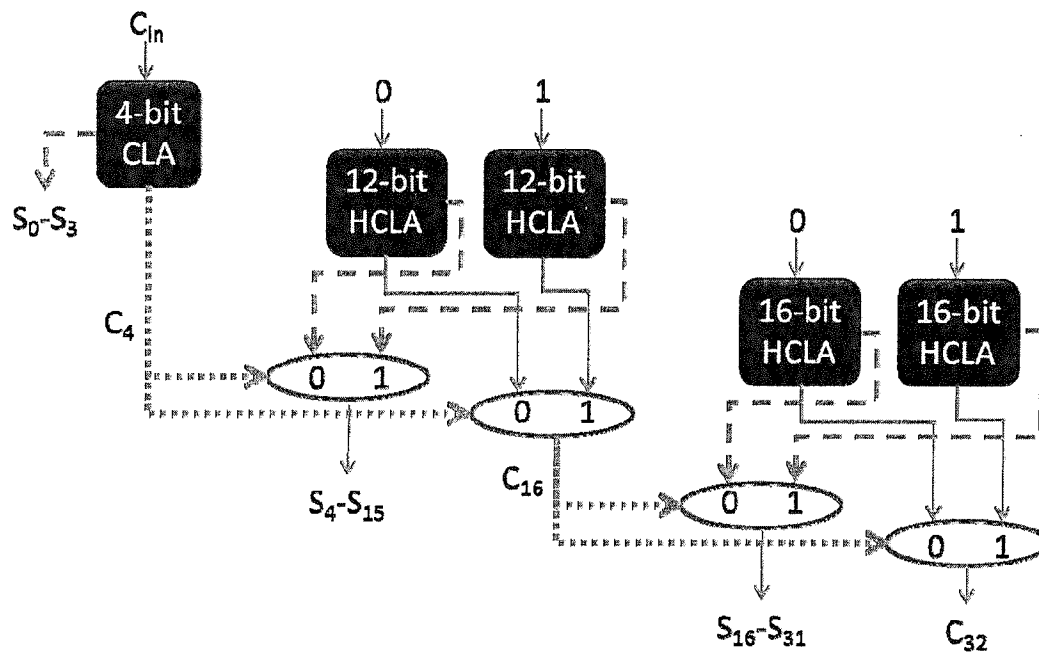 C_in
4-bit
CLA
S_0-S_3
C_4
0 1
12-bit
HCLA
12-bit
HCLA
0 1
0 1
S_4-S_15
C_16
0 1
16-bit
HCLA
16-bit
HCLA
0 1
0 1
S_16-S_31
C_32